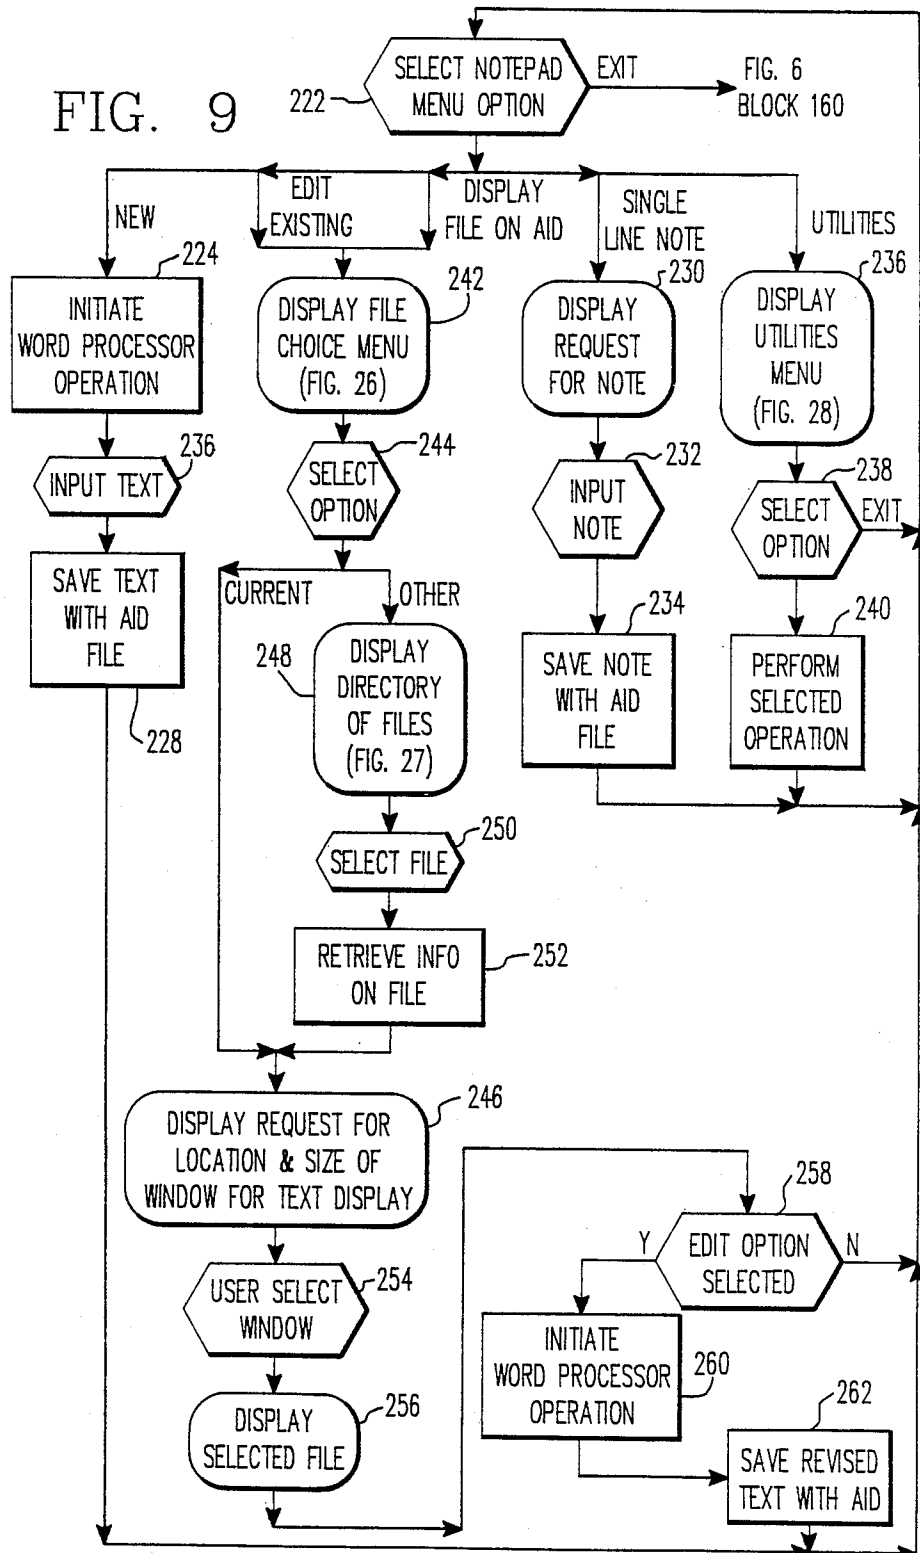 FIG. 9
222
SELECT NOTEPAD
MENU OPTION
EXIT
FIG. 6
BLOCK 160
NEW
EDIT
EXISTING
DISPLAY
FILE ON AID
SINGLE
LINE NOTE
UTILITIES
224
INITIATE
WORD PROCESSOR
OPERATION
236
INPUT TEXT
SAVE TEXT
WITH AID
FILE
228
242
DISPLAY FILE
CHOICE MENU
(FIG. 26)
244
SELECT
OPTION
CURRENT
OTHER
248
DISPLAY
DIRECTORY
OF FILES
(FIG. 27)
250
SELECT FILE
RETRIEVE INFO
ON FILE
252
230
DISPLAY
REQUEST
FOR NOTE
232
INPUT
NOTE
234
SAVE NOTE
WITH AID
FILE
236
DISPLAY
UTILITIES
MENU
(FIG. 28)
238
SELECT
OPTION
EXIT
240
PERFORM
SELECTED
OPERATION
246
DISPLAY REQUEST FOR
LOCATION & SIZE OF
WINDOW FOR TEXT DISPLAY
USER SELECT
WINDOW
254
DISPLAY
SELECTED FILE
256
258
EDIT OPTION
SELECTED
Y
N
INITIATE
WORD PROCESSOR
OPERATION
260
262
SAVE REVISED
TEXT WITH AID